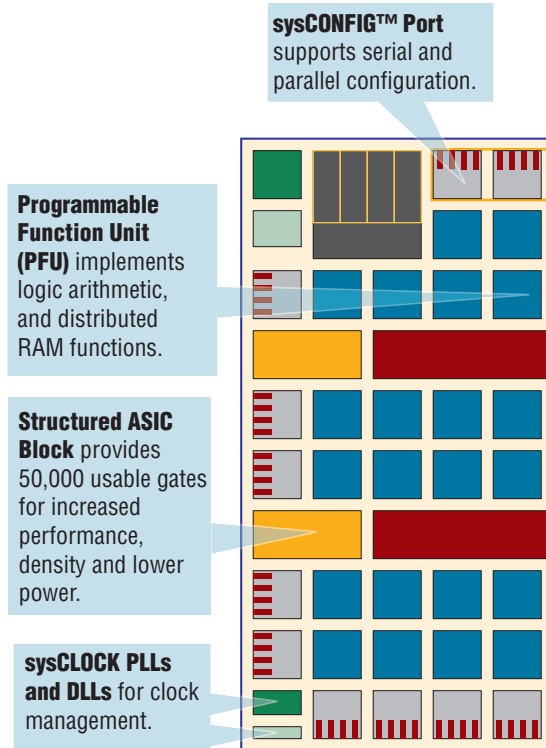 sysCONFIG™ Port
supports serial and
parallel configuration.
Programmable
Function Unit
(PFU) implements
logic arithmetic,
and distributed
RAM functions.
Structured ASIC
Block provides
50,000 usable gates
for increased
performance,
density and lower
power.
sysCLOCK PLLs
and DLLs for clock
management.